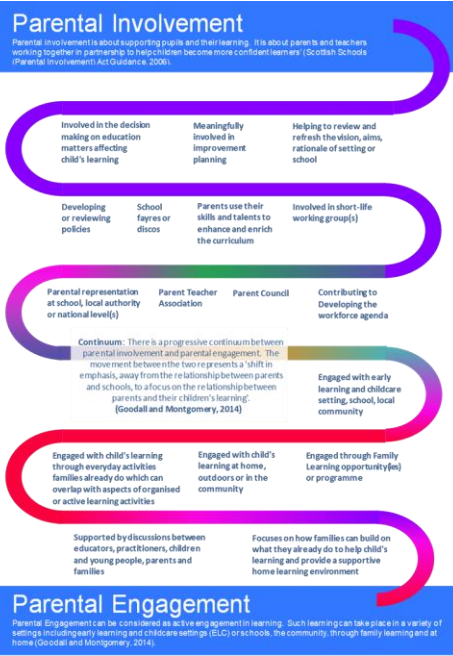 Parental Involvement
Parental involvement is about supporting pupils and their learning. It is about parents and teachers
working together in partnership to help children become more confident learners' (Scottish Schools
(Parental Involvement) Act Guidance, 2006).
Involved in the decision
making on education
matters affecting
child's learning
Meaningfully
involved in
improvement
planning
Helping to review and
refresh the vision, aims,
rationale of setting or
school
Developing
or reviewing
policies
School
fayres or
discos
Parents use their
skills and talents to
enhance and enrich
the curriculum
Involved in short-life
working group(s)
Parental representation
at school, local authority
or national level(s)
Parent Teacher
Association
Parent Council
Contributing to
Developing the
workforce agenda
Continuum: There is a progressive continuum between
parental involvement and parental engagement. The
movement between the two represents a 'shift in
emphasis, away from the relationship between parents
and schools, to a focus on the relationship between
parents and their children's learning'.
(Goodall and Montgomery, 2014)
Engaged with early
learning and childcare
setting, school, local
community
Engaged with child's learning
through everyday activities
families already do which can
overlap with aspects of organised
or active learning activities
Engaged with child's
learning at home,
outdoors or in the
community
Engaged through Family
Learning opportunity(ies)
or programme
Supported by discussions between
educators, practitioners, children
and young people, parents and
families
Focuses on how families can build on
what they already do to help child's
learning and provide a supportive
home learning environment
Parental Engagement
Parental Engagement can be considered as active engagement in learning. Such learning can take place in a variety of
settings including early learning and childcare settings (ELC) or schools, the community, through family learning and at
home (Goodall and Montgomery, 2014).